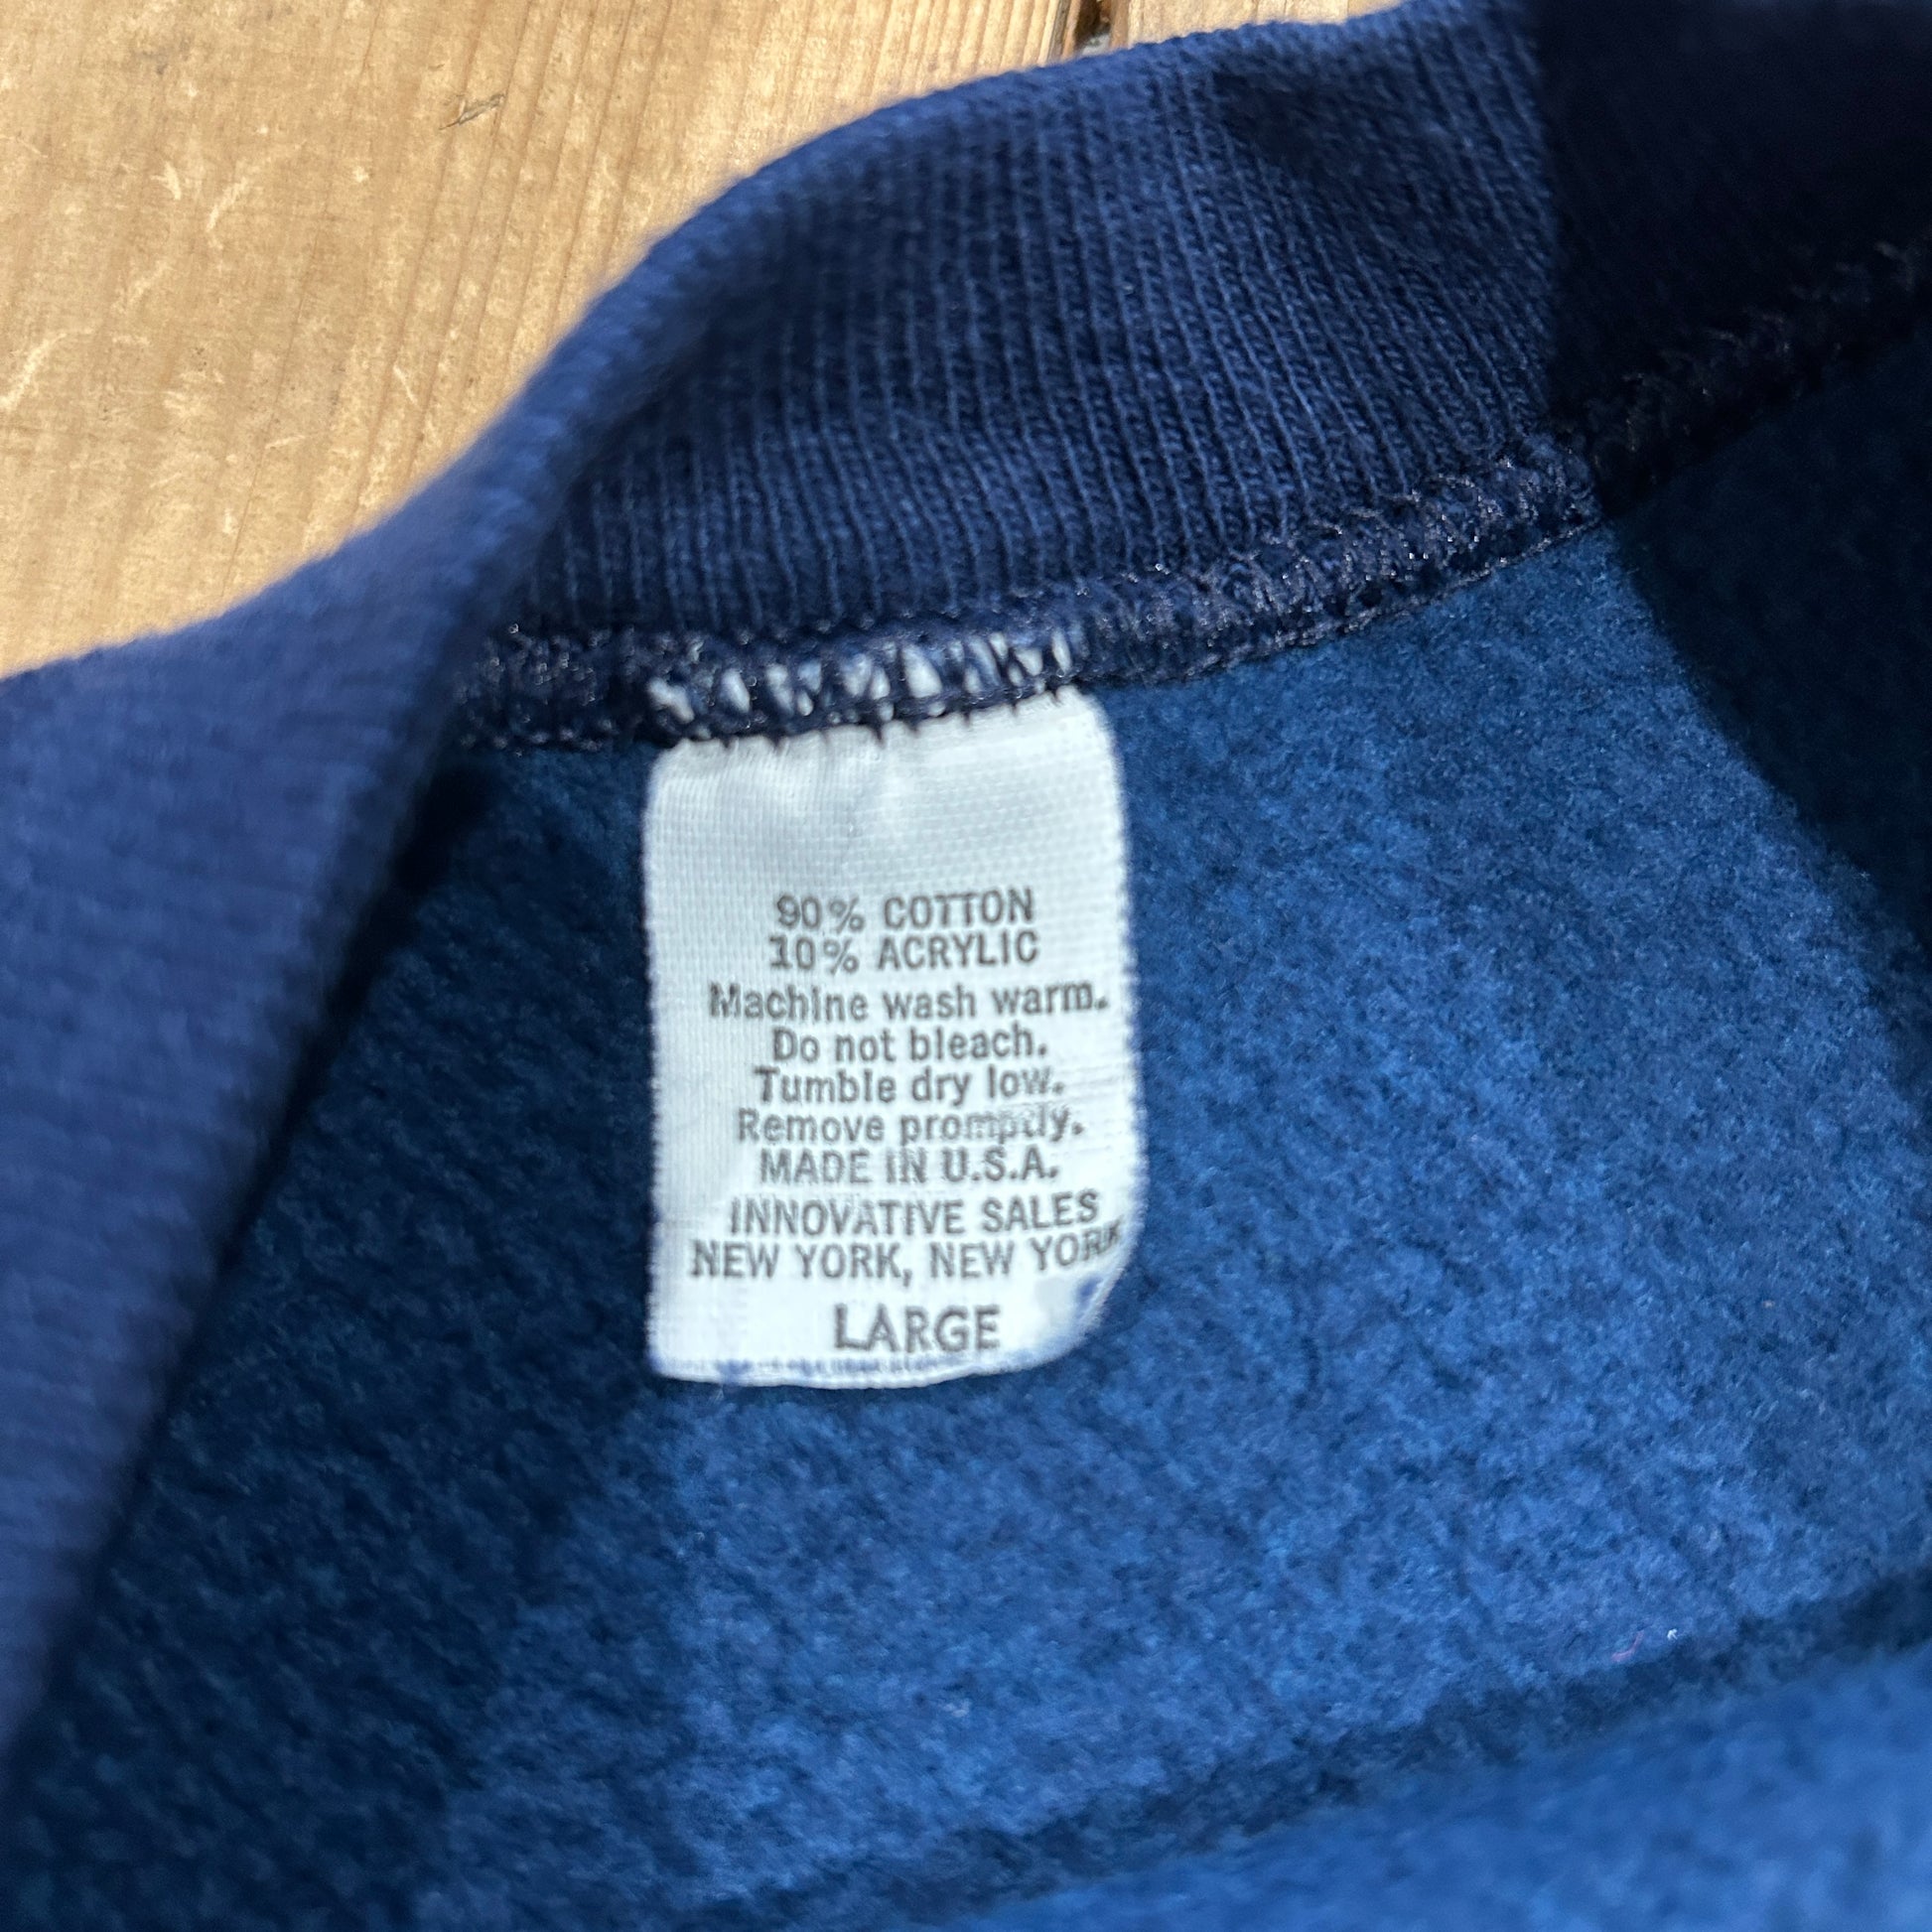 90% COTTON
10% ACRYLIC
Machine wash warm.
Do not bleach.
Tumble dry low.
Remove promptly.
MADE IN U.S.A.
INNOVATIVE SALES
NEW YORK, NEW YORK
LARGE